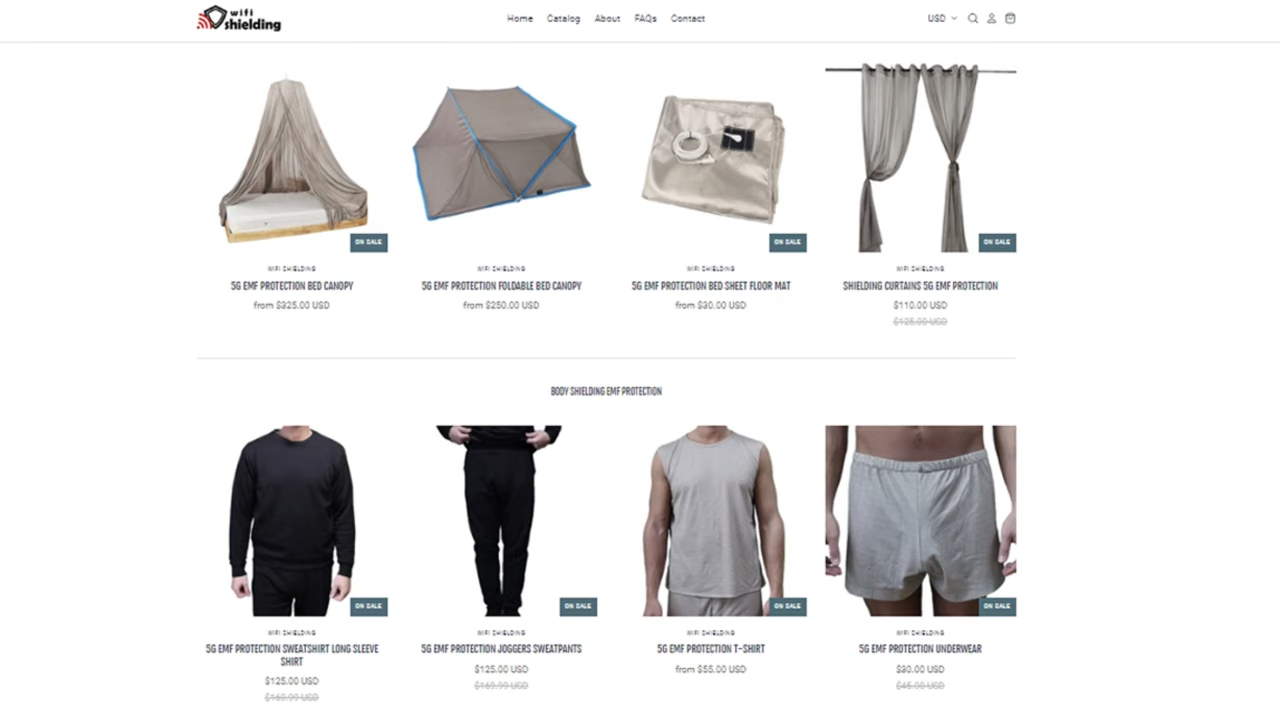 wifi
shielding
Home Catalog About FAQs Contact
USD
ON SALE
ON SALE
ON SALE
WIFI SHIELDING
5G EMF PROTECTION BED CANOPY
from $325.00 USD
WIFI SHIELDING
5G EMF PROTECTION FOLDABLE BED CANOPY
from $250.00 USD
WIFI SHIELDING
5G EMF PROTECTION BED SHEET FLOOR MAT
from $30.00 USD
WIFI SHIELDING
SHIELDING CURTAINS 5G EMF PROTECTION
$110.00 USD
$125.00 USD
BODY SHIELDING EMF PROTECTION
ON SALE
ON SALE
ON SALE
ON SALE
WIFI SHIELDING
5G EMF PROTECTION SWEATSHIRT LONG SLEEVE
SHIRT
$125.00 USD
$169.99 USD
WIFI SHIELDING
5G EMF PROTECTION JOGGERS SWEATPANTS
$125.00 USD
$169.99 USD
WIFI SHIELDING
5G EMF PROTECTION T-SHIRT
from $55.00 USD
WIFI SHIELDING
5G EMF PROTECTION UNDERWEAR
$30.00 USD
$45.00 USD